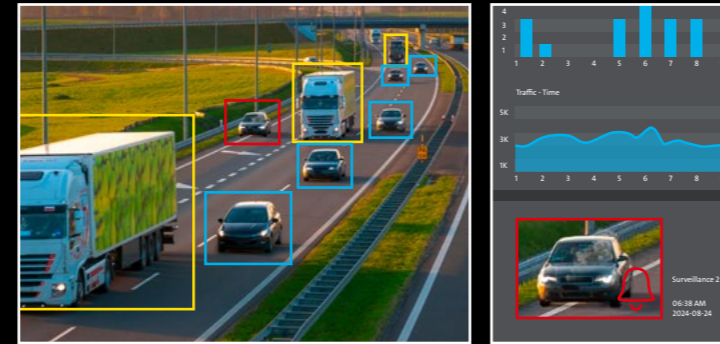 4
3
2
1
1 2 3 4 5 6 7 8
Traffic - Time
5K
3K
1K
1 2 3 4 5 6 7 8
Surveillance 2
06:38 AM
2024-08-24